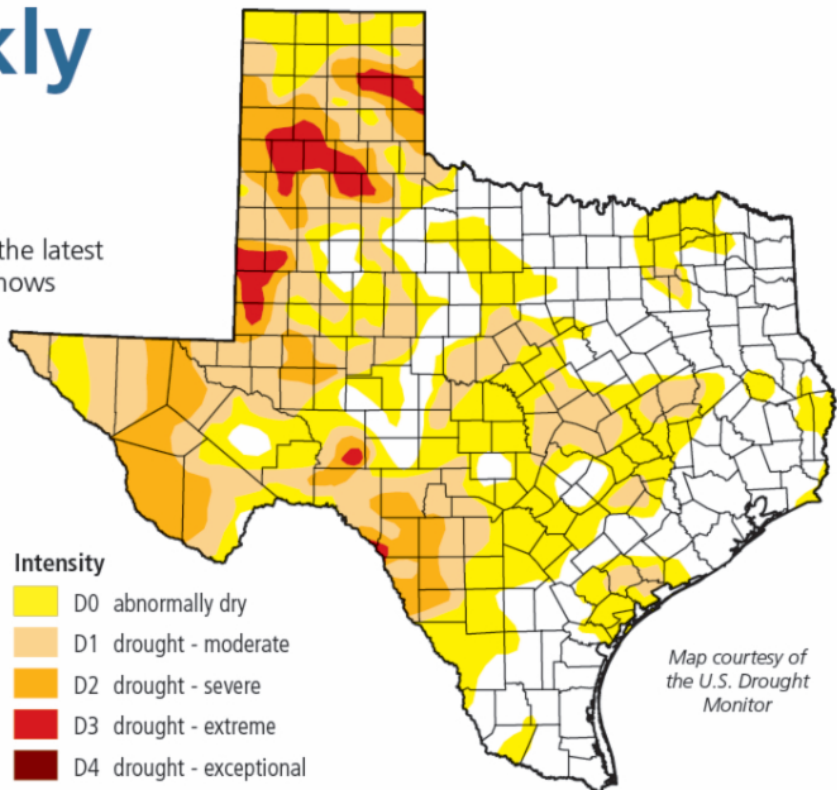 kly
the latest
hows
Intensity
D0 abnormally dry
D1 drought - moderate
D2 drought - severe
D3 drought - extreme
D4 drought - exceptional
Map courtesy of
the U.S. Drought
Monitor